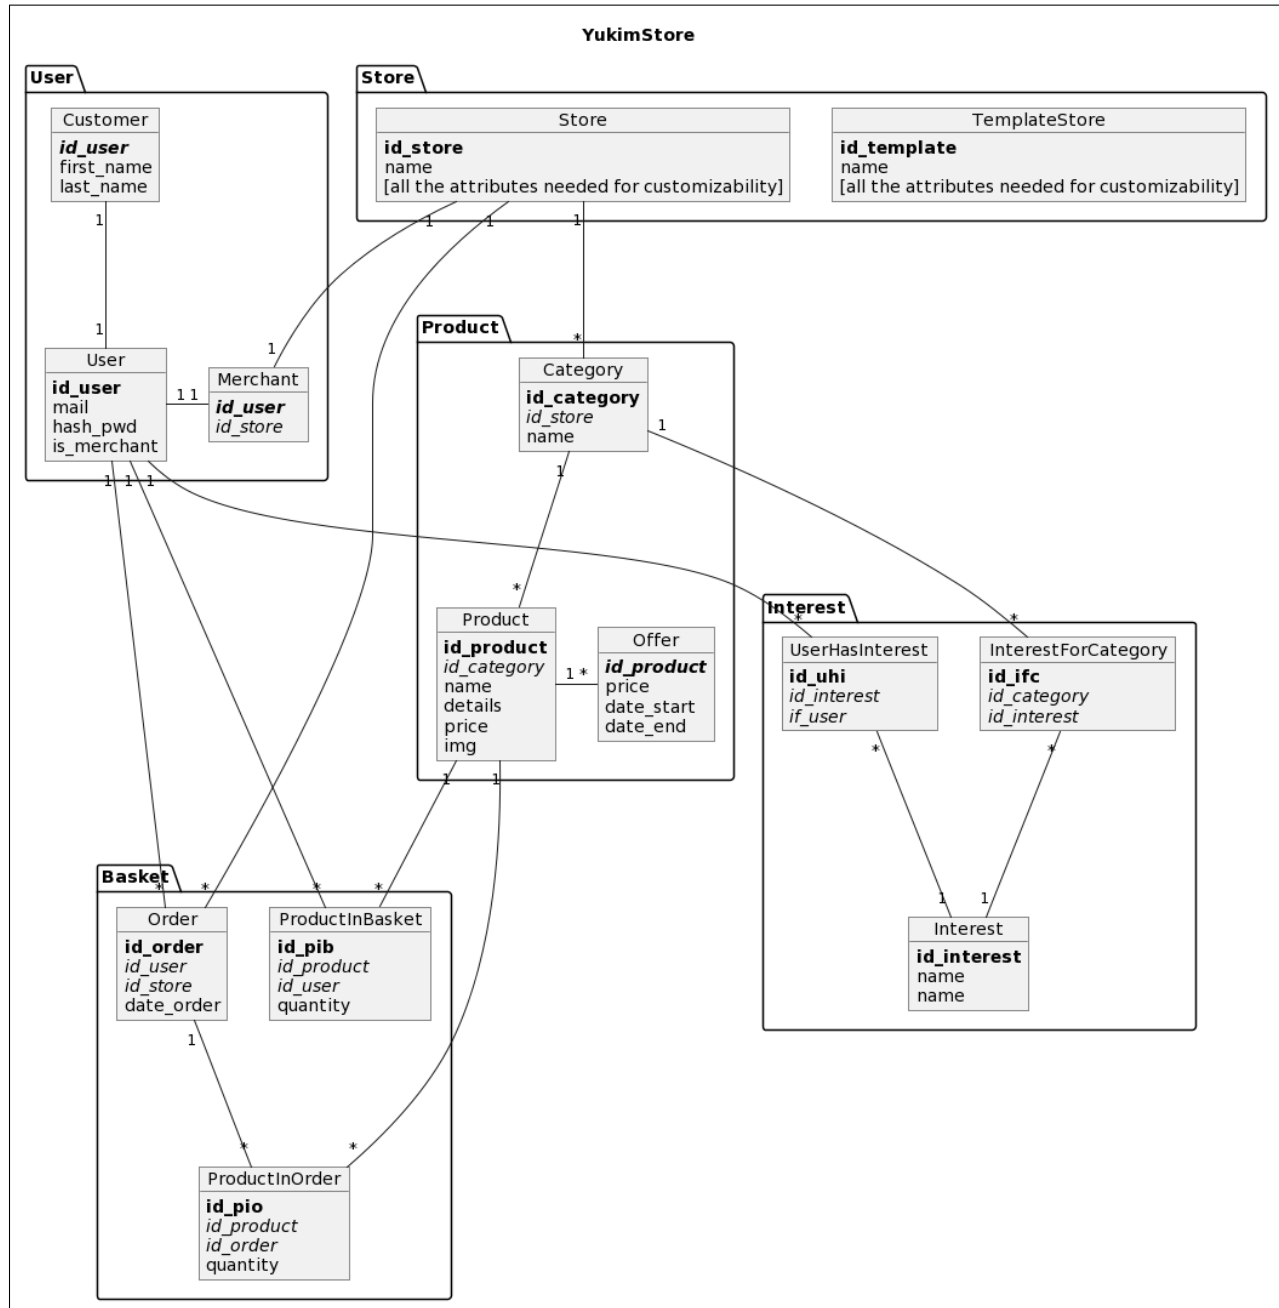 YukimStore
User
Customer
id_user
first_name
last_name
1
1
User
id_user
mail
hash_pwd
is_merchant
1 1
Merchant
id_user
id_store
1
1
1
1
Store
Store
id_store
name
[all the attributes needed for customizability]
1
1
1
TemplateStore
id_template
name
[all the attributes needed for customizability]
Product
*
Category
id_category
id_store
name
1
1
*
Product
id_product
id_category
name
details
price
img
1 *
Offer
id_product
price
date_start
date_end
1
1
Interest
*
UserHasInterest
id_uhi
id_interest
if_user
*
*
InterestForCategory
id_ifc
id_category
id_interest
*
1
1
Interest
id_interest
name
name
Basket
*
*
Order
id_order
id_user
id_store
date_order
1
*
*
ProductInBasket
id_pib
id_product
id_user
quantity
*
*
ProductInOrder
id_pio
id_product
id_order
quantity